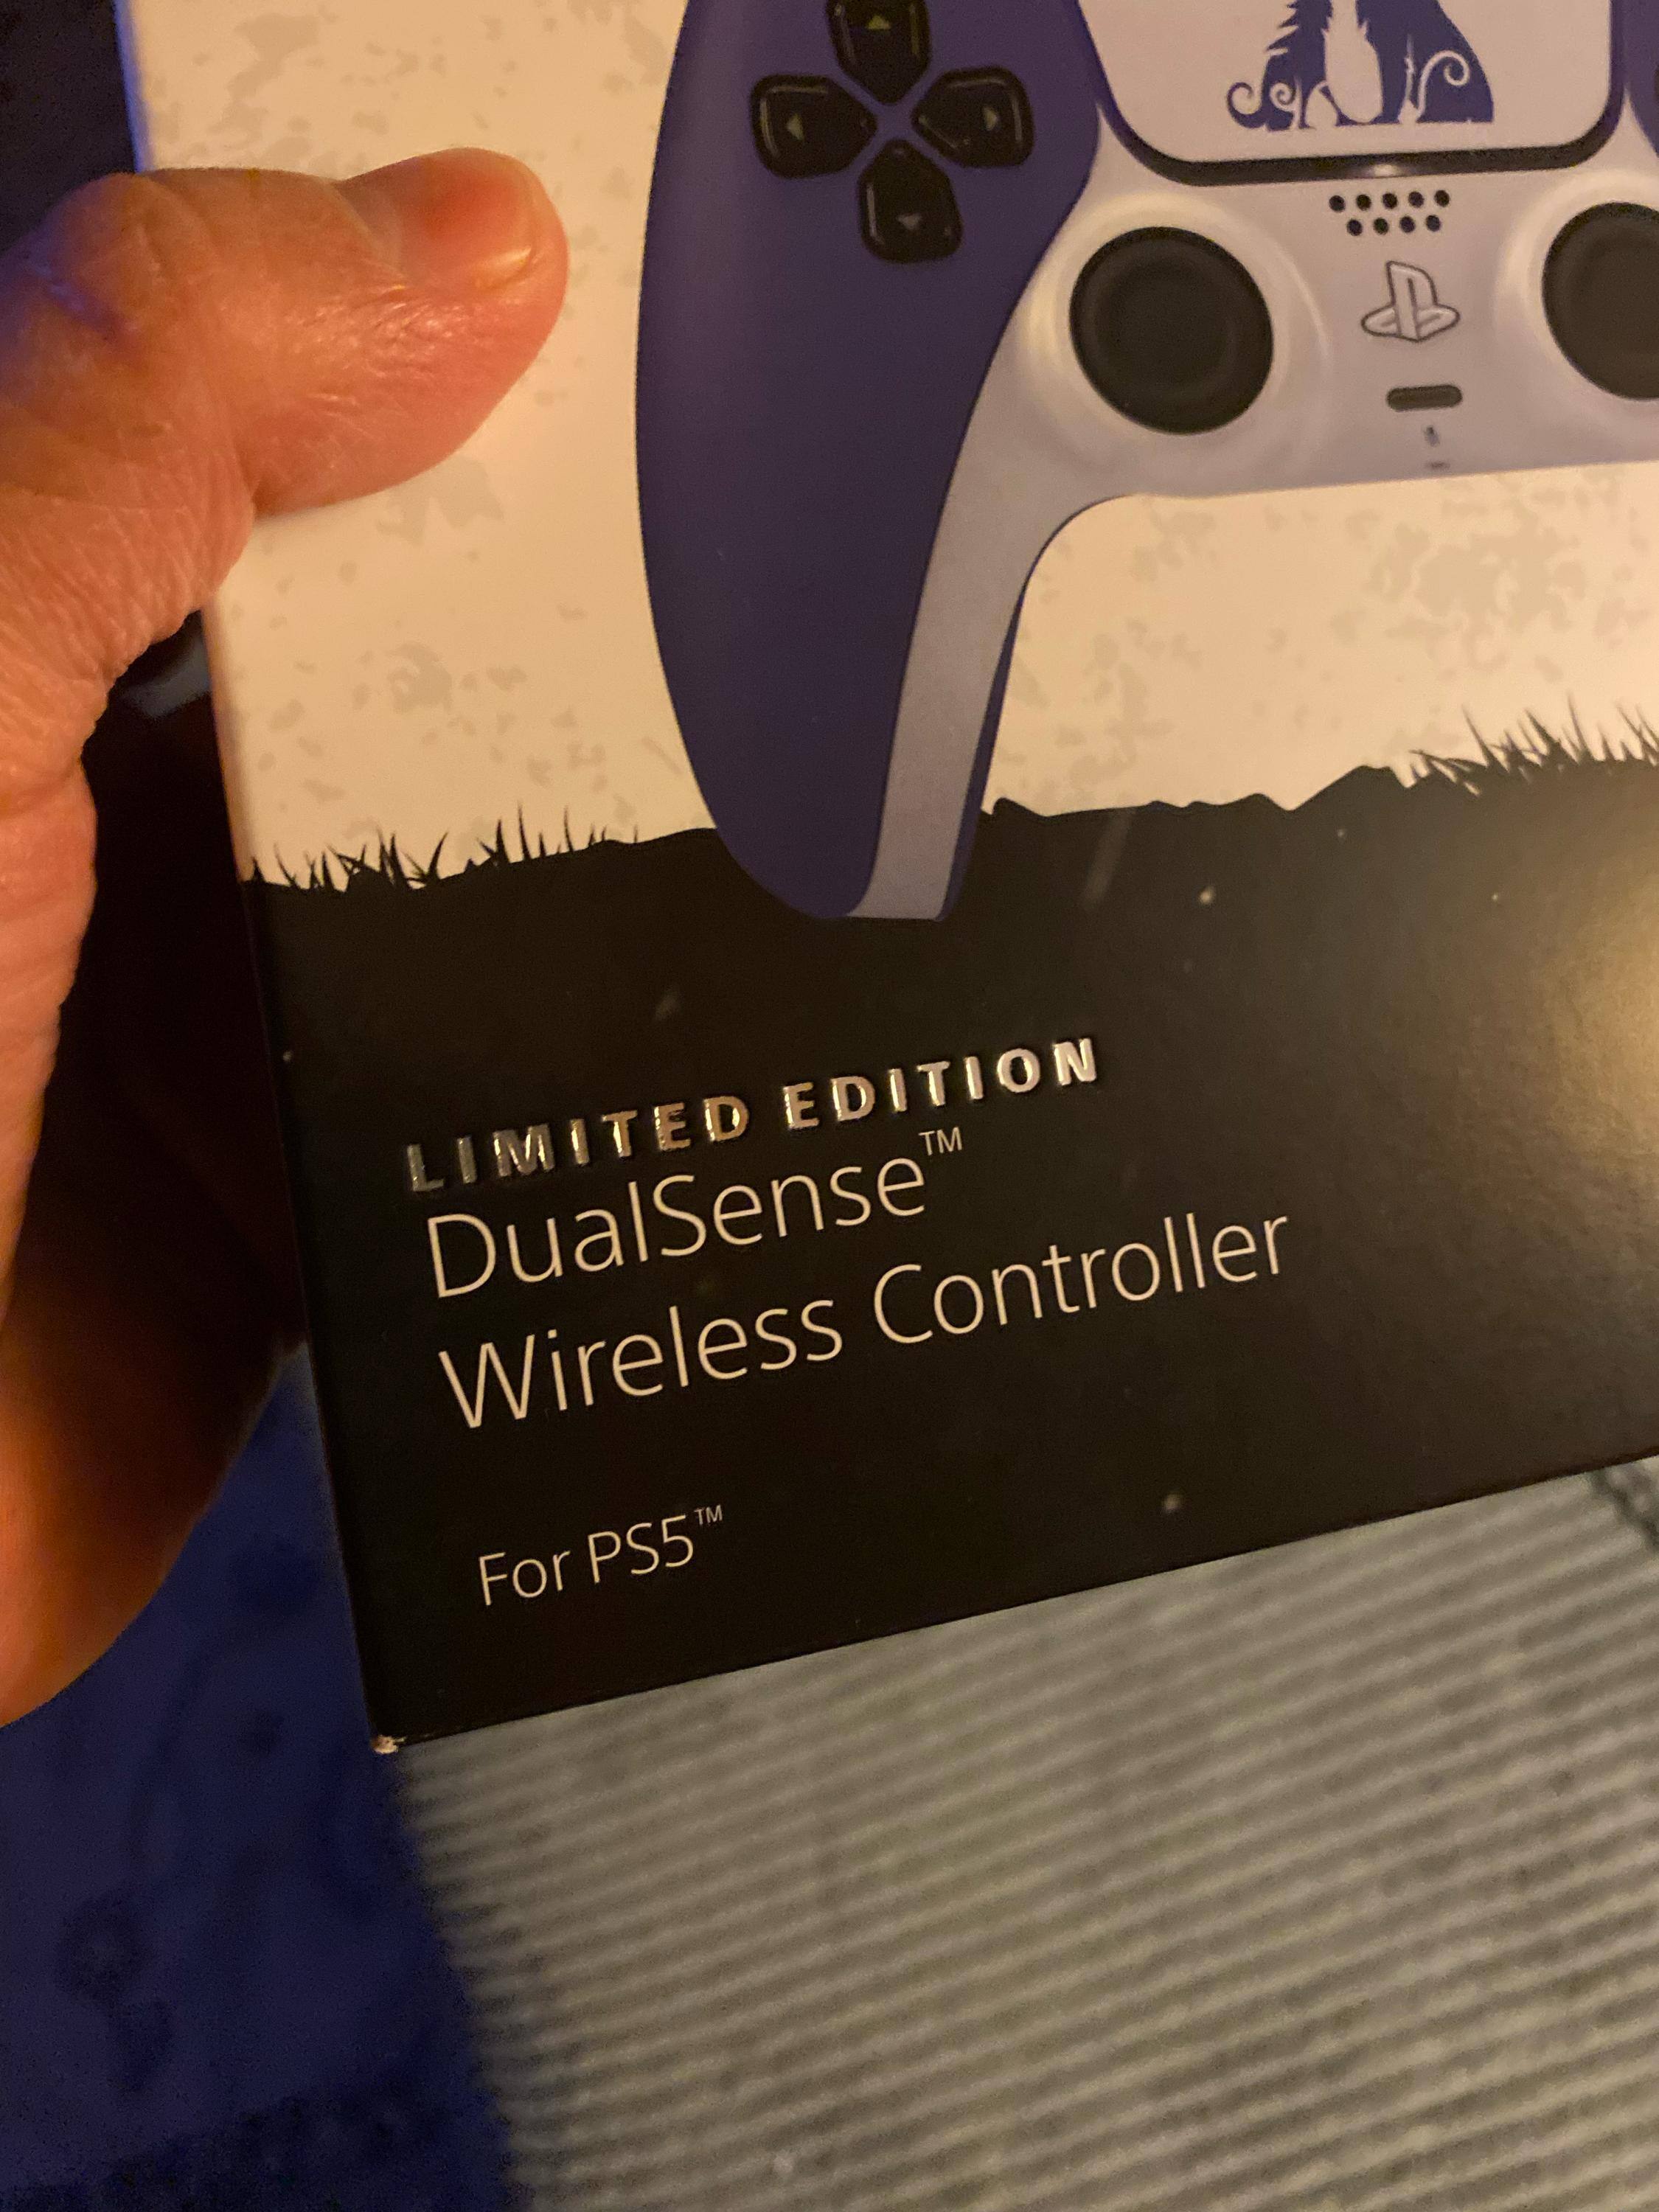 LIMITED EDITION
DualSense™
Wireless Controller
For PS5™